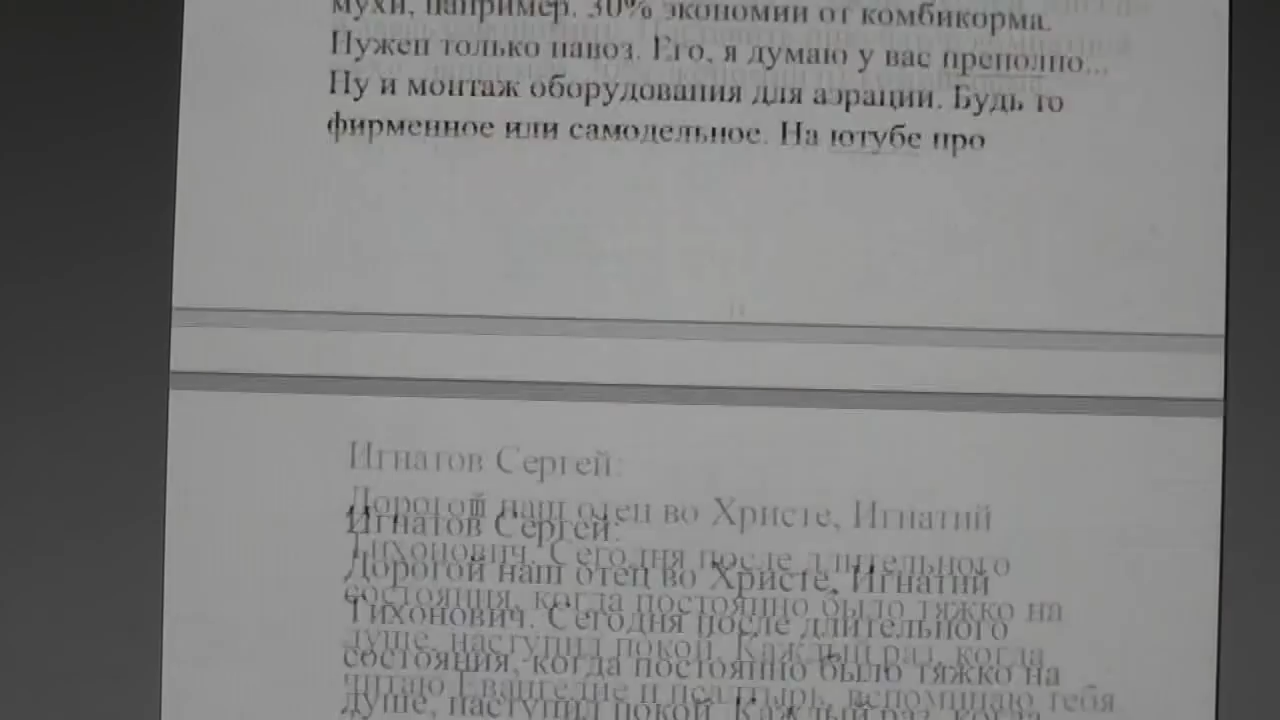 мухи, например. 30% экономии от комбикорма.
Нужен только навоз. Его, я думаю у вас преполно...
Ну и монтаж оборудования для аэрации. Будь то
фирменное или самодельное. На ютубе про
Игнатов Сергей:
Дорогой наш отец во Христе, Игнатий
Тихонович. Сегодня после длительного
состояния, когда постоянно было тяжко на
душе, наступил покой. Каждый раз, когда
читаю Евангелие и псалтырь, вспоминаю тебя